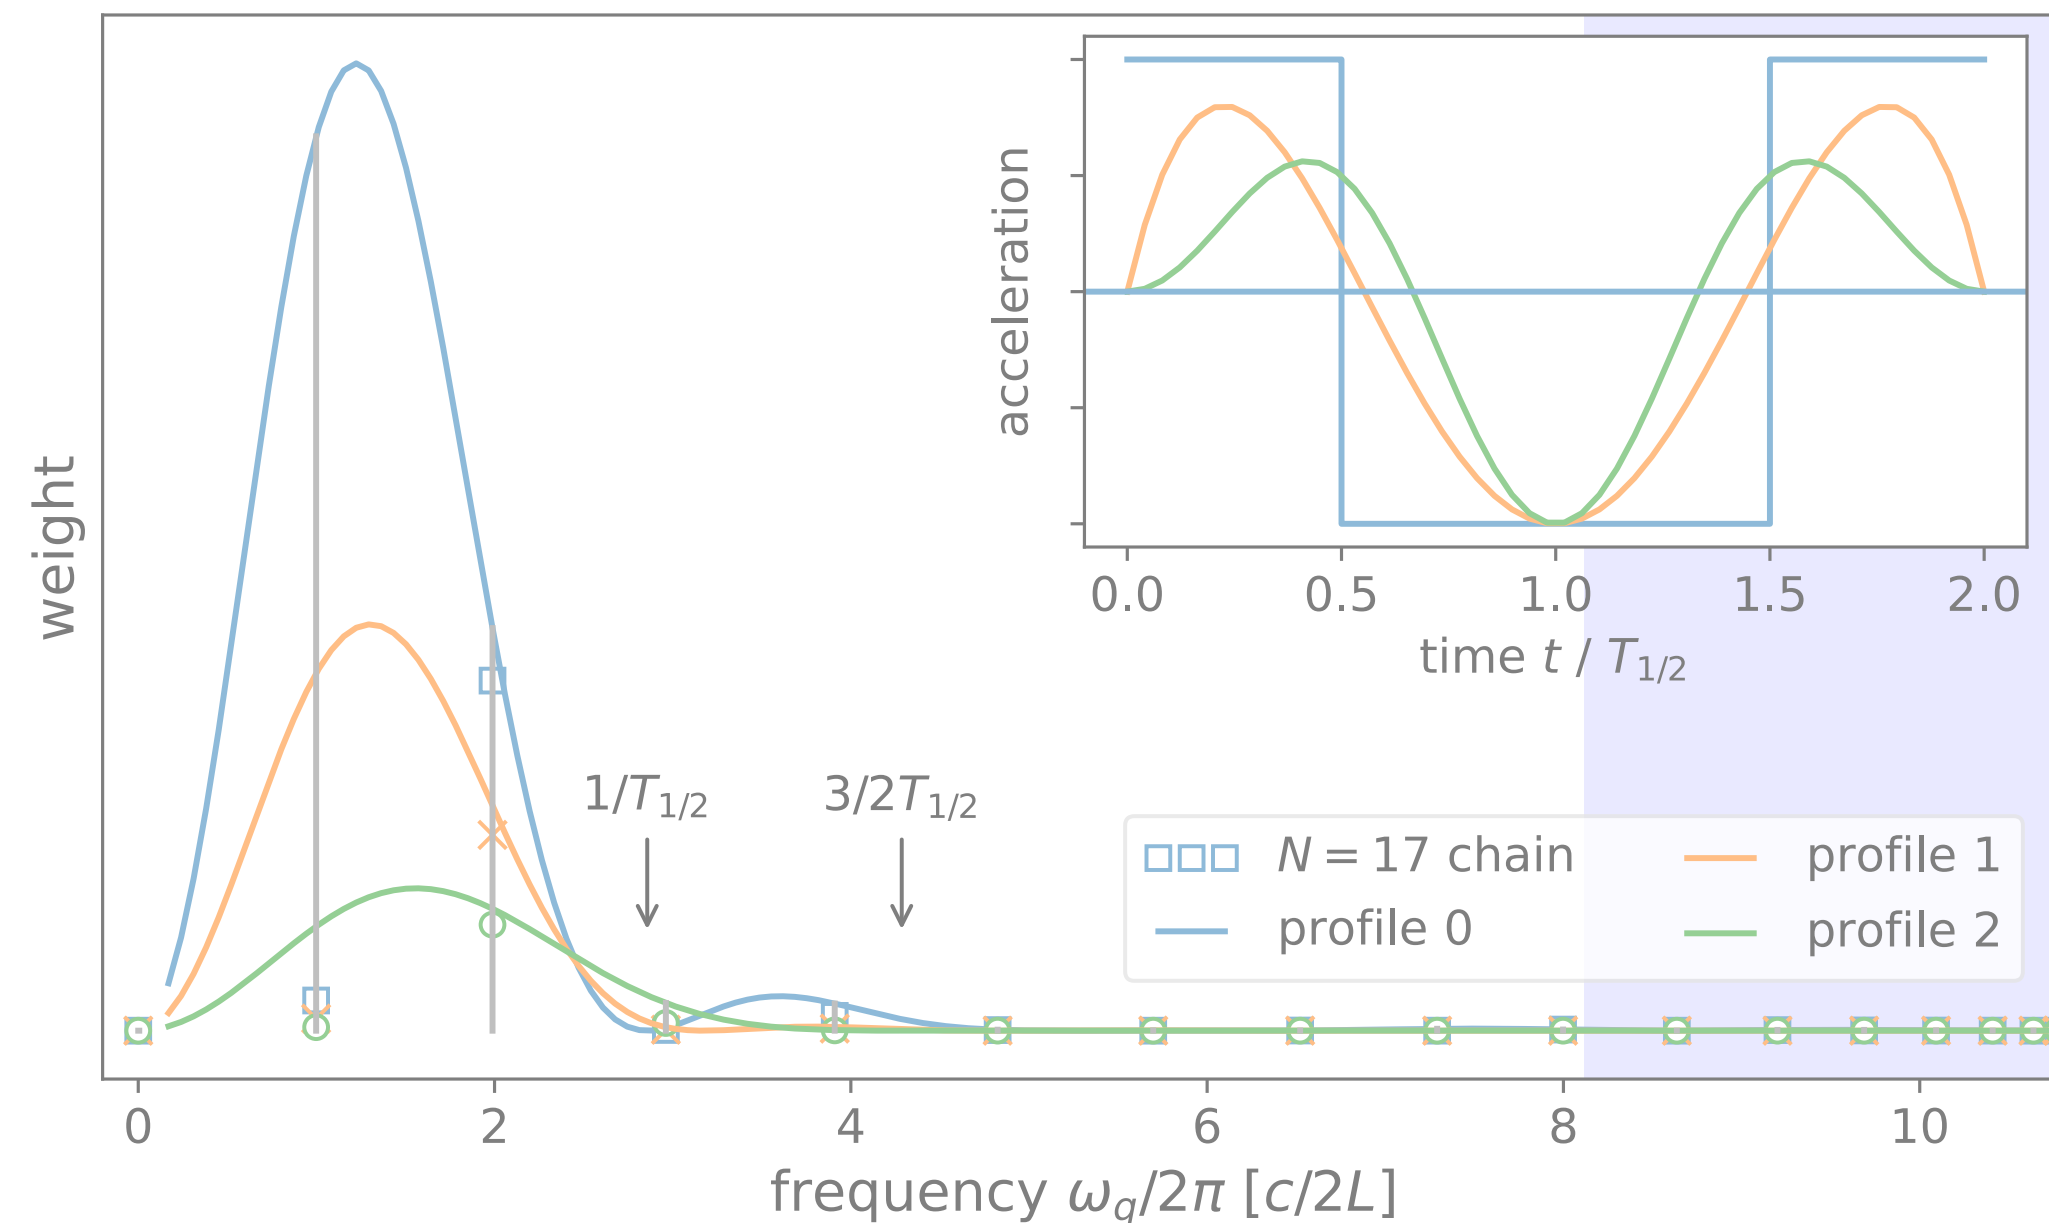 weight
acceleration
0.0 0.5 1.0 1.5 2.0
time t / T1/2
1/T1/2
3/2T1/2
N = 17 chain
profile 0
profile 1
profile 2
0 2 4 6 8 10
frequency ωq/2π [c/2L]